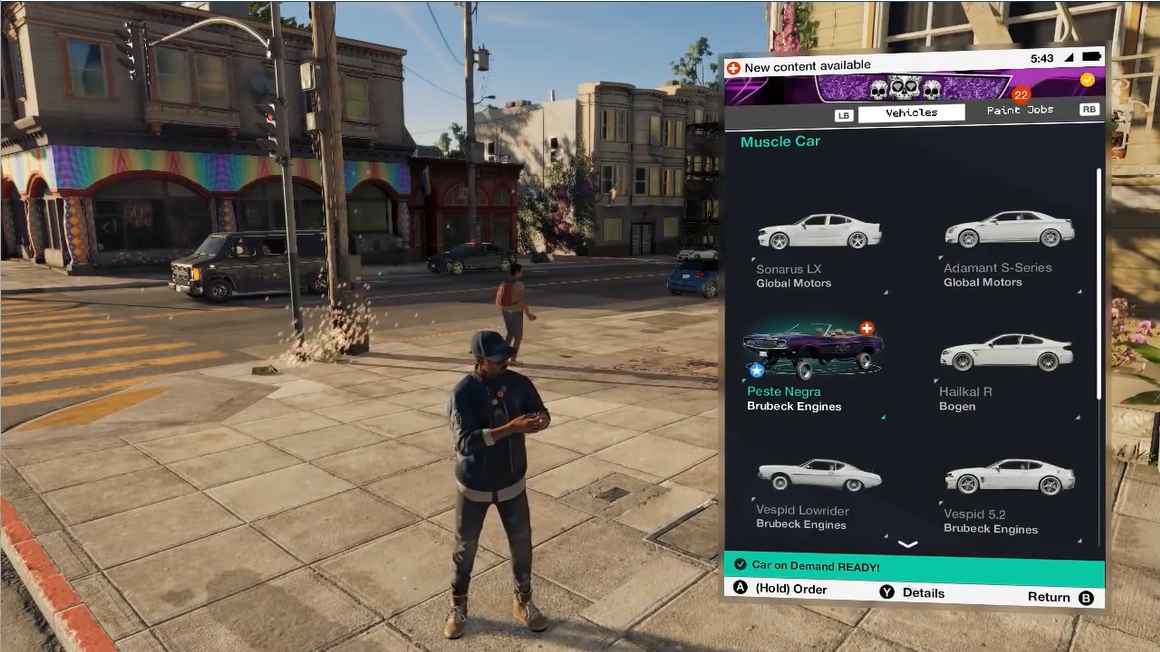 New content available
5:43
22
LB
Vehicles
Paint Jobs
RB
Muscle Car
Sonarus LX
Global Motors
Adamant S-Series
Global Motors
Peste Negra
Brubeck Engines
Hailkal R
Bogen
Vespid Lowrider
Brubeck Engines
Vespid 5.2
Brubeck Engines
Car on Demand READY!
A (Hold) Order
Y Details
Return B